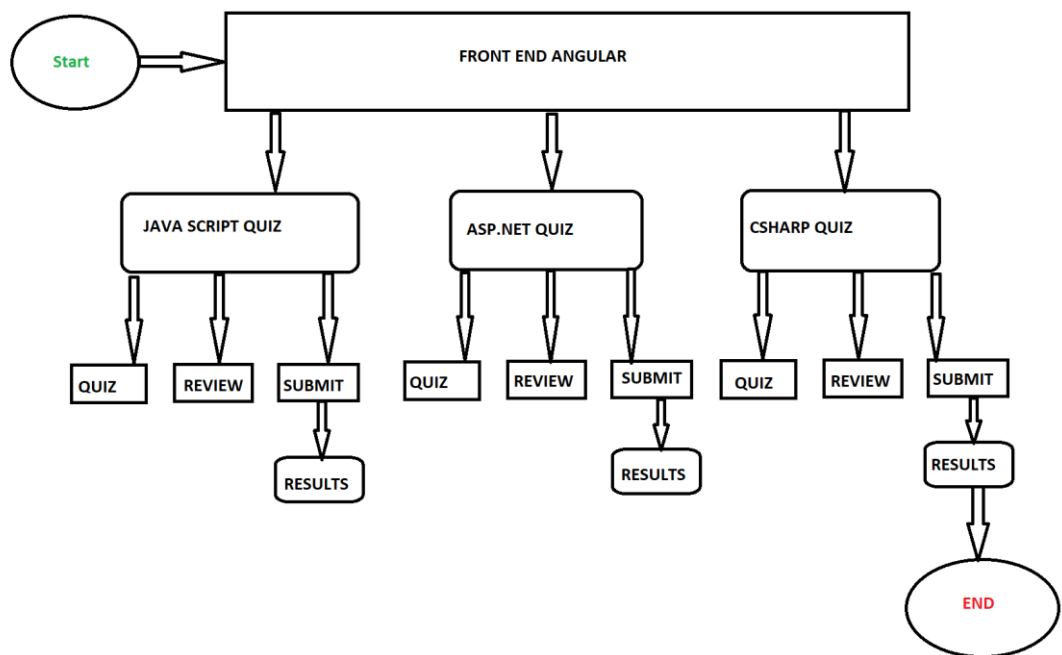 Start
FRONT END ANGULAR
JAVA SCRIPT QUIZ
ASP.NET QUIZ
CSHARP QUIZ
QUIZ
REVIEW
SUBMIT
QUIZ
REVIEW
SUBMIT
QUIZ
REVIEW
SUBMIT
RESULTS
RESULTS
RESULTS
END